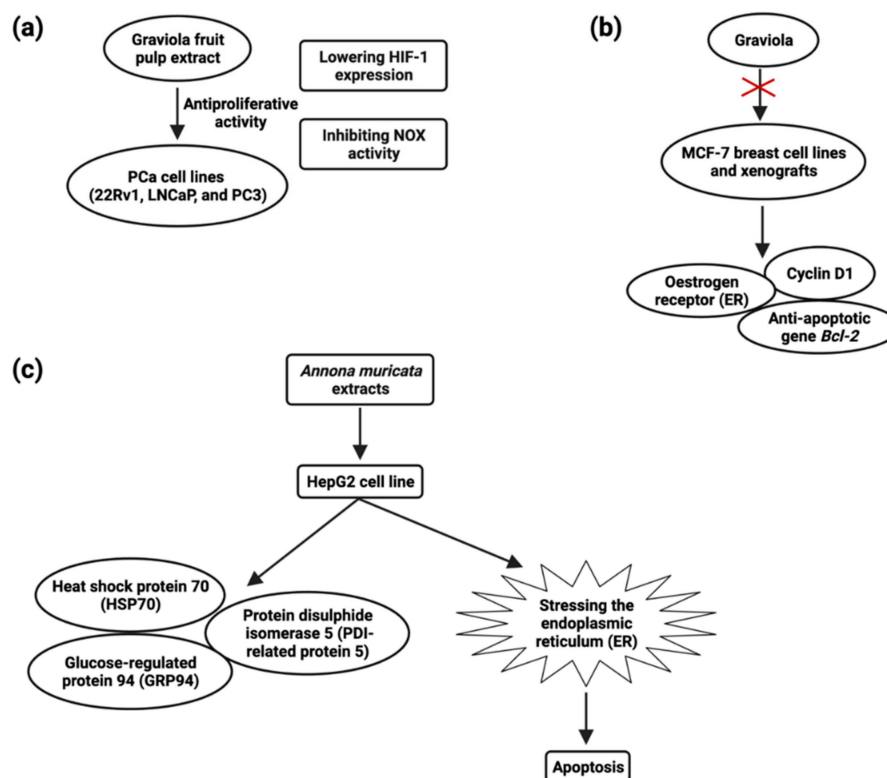 (a)
Graviola fruit
pulp extract
Lowering HIF-1
expression
Antiproliferative
activity
Inhibiting NOX
activity
PCa cell lines
(22Rv1, LNCaP, and PC3)
(b)
Graviola
MCF-7 breast cell lines
and xenografts
Oestrogen
receptor (ER)
Cyclin D1
Anti-apoptotic
gene Bcl-2
(c)
Annona muricata
extracts
HepG2 cell line
Heat shock protein 70
(HSP70)
Protein disulphide
isomerase 5 (PDI-
related protein 5)
Glucose-regulated
protein 94 (GRP94)
Stressing the
endoplasmic
reticulum (ER)
Apoptosis